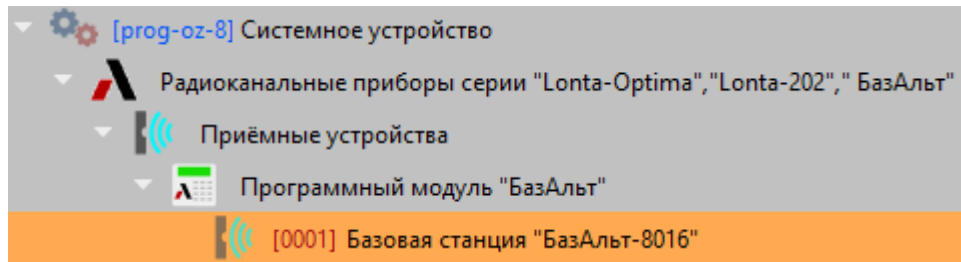 [prog-oz-8] Системное устройство
Радиоканальные приборы серии "Lonta-Optima","Lonta-202"," БазАльт"
Приёмные устройства
Программный модуль "БазАльт"
[0001] Базовая станция "БазАльт-8016"